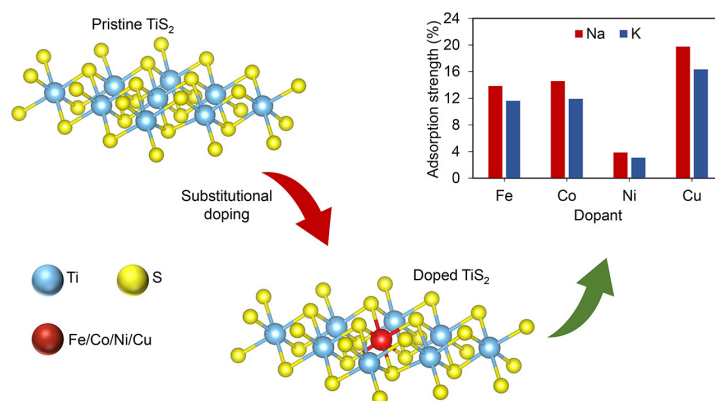 Pristine TiS₂
Substitutional
doping
Ti
S
Fe/Co/Ni/Cu
Doped TiS₂
Adsorption strength (%)
24
20
16
12
8
4
0
Na
K
Fe
Co
Ni
Cu
Dopant